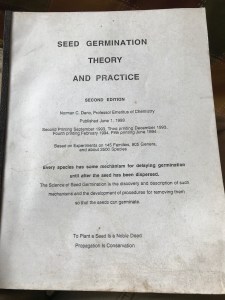 SEED GERMINATION
THEORY
AND PRACTICE
SECOND EDITION
Norman C. Deno, Professor Emeritus of Chemistry
Published June 1, 1993
Second Printing September 1993, Third printing December 1993,
Fourth printing February 1994, Fifth printing June 1994
Based on Experiments on 145 Families, 805 Genera,
and about 2500 Species
Every species has some mechanism for delaying germination
until after the seed has been dispersed.
The Science of Seed Germination is the discovery and description of such
mechanisms and the development of procedures for removing them
so that the seeds can germinate.
To Plant a Seed is a Noble Deed
Propagation Is Conservation